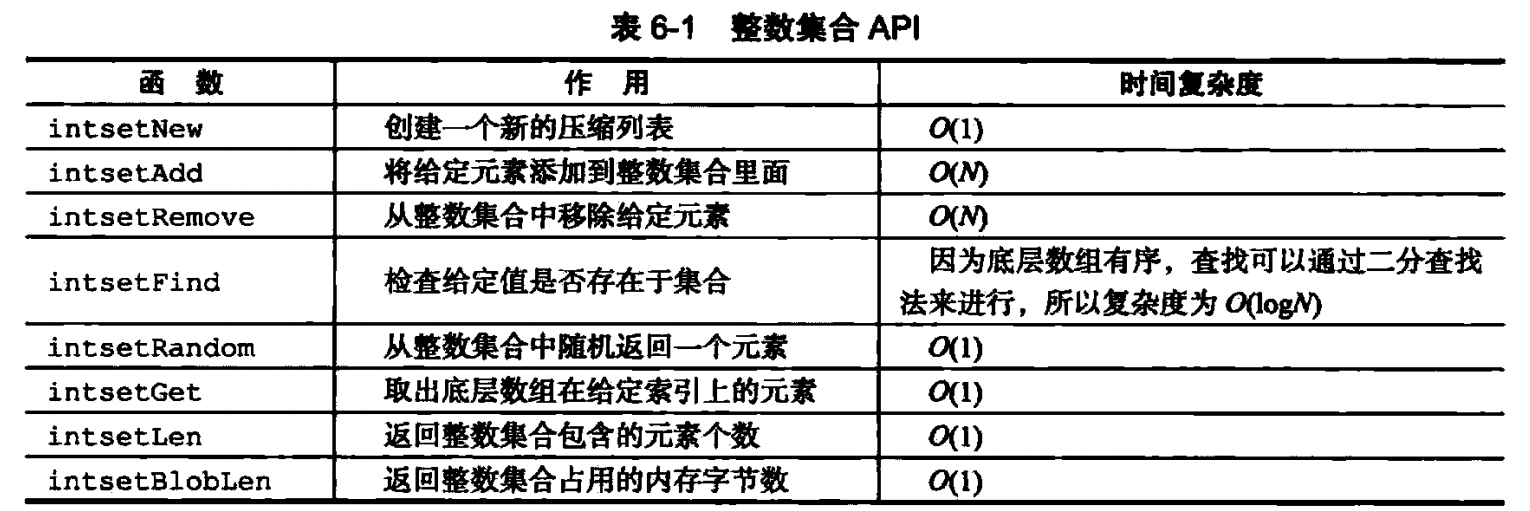 表 6-1 整数集合 API
函 数 作 用 时间复杂度
intsetNew 创建一个新的压缩列表 O(1)
intsetAdd 将给定元素添加到整数集合里面 O(N)
intsetRemove 从整数集合中移除给定元素 O(N)
intsetFind 检查给定值是否存在于集合 因为底层数组有序，查找可以通过二分查找
法来进行，所以复杂度为 O(logN)
intsetRandom 从整数集合中随机返回一个元素 O(1)
intsetGet 取出底层数组在给定索引上的元素 O(1)
intsetLen 返回整数集合包含的元素个数 O(1)
intsetBlobLen 返回整数集合占用的内存字节数 O(1)